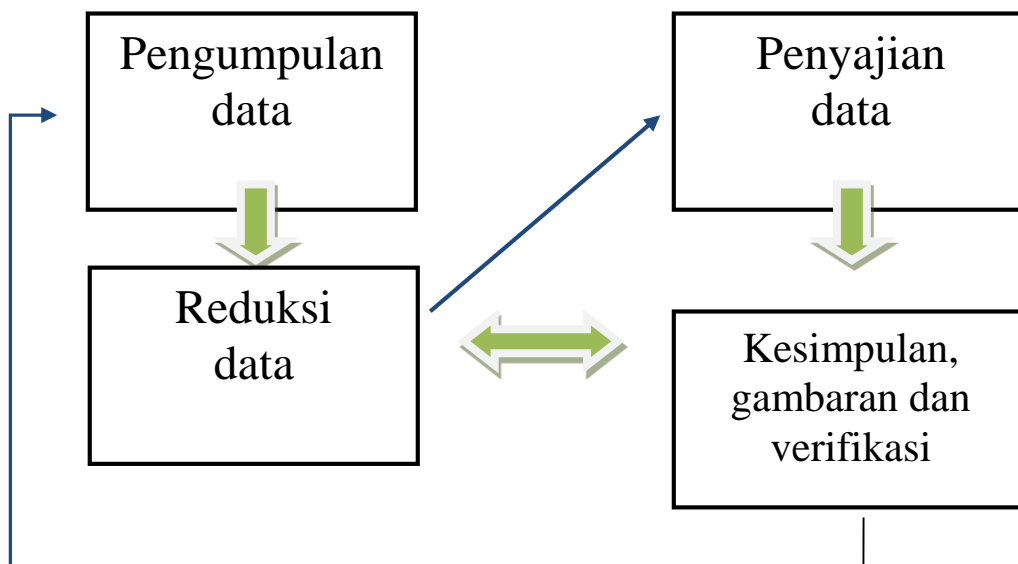 Pengumpulan
data
Penyajian
data
Reduksi
data
Kesimpulan,
gambaran dan
verifikasi